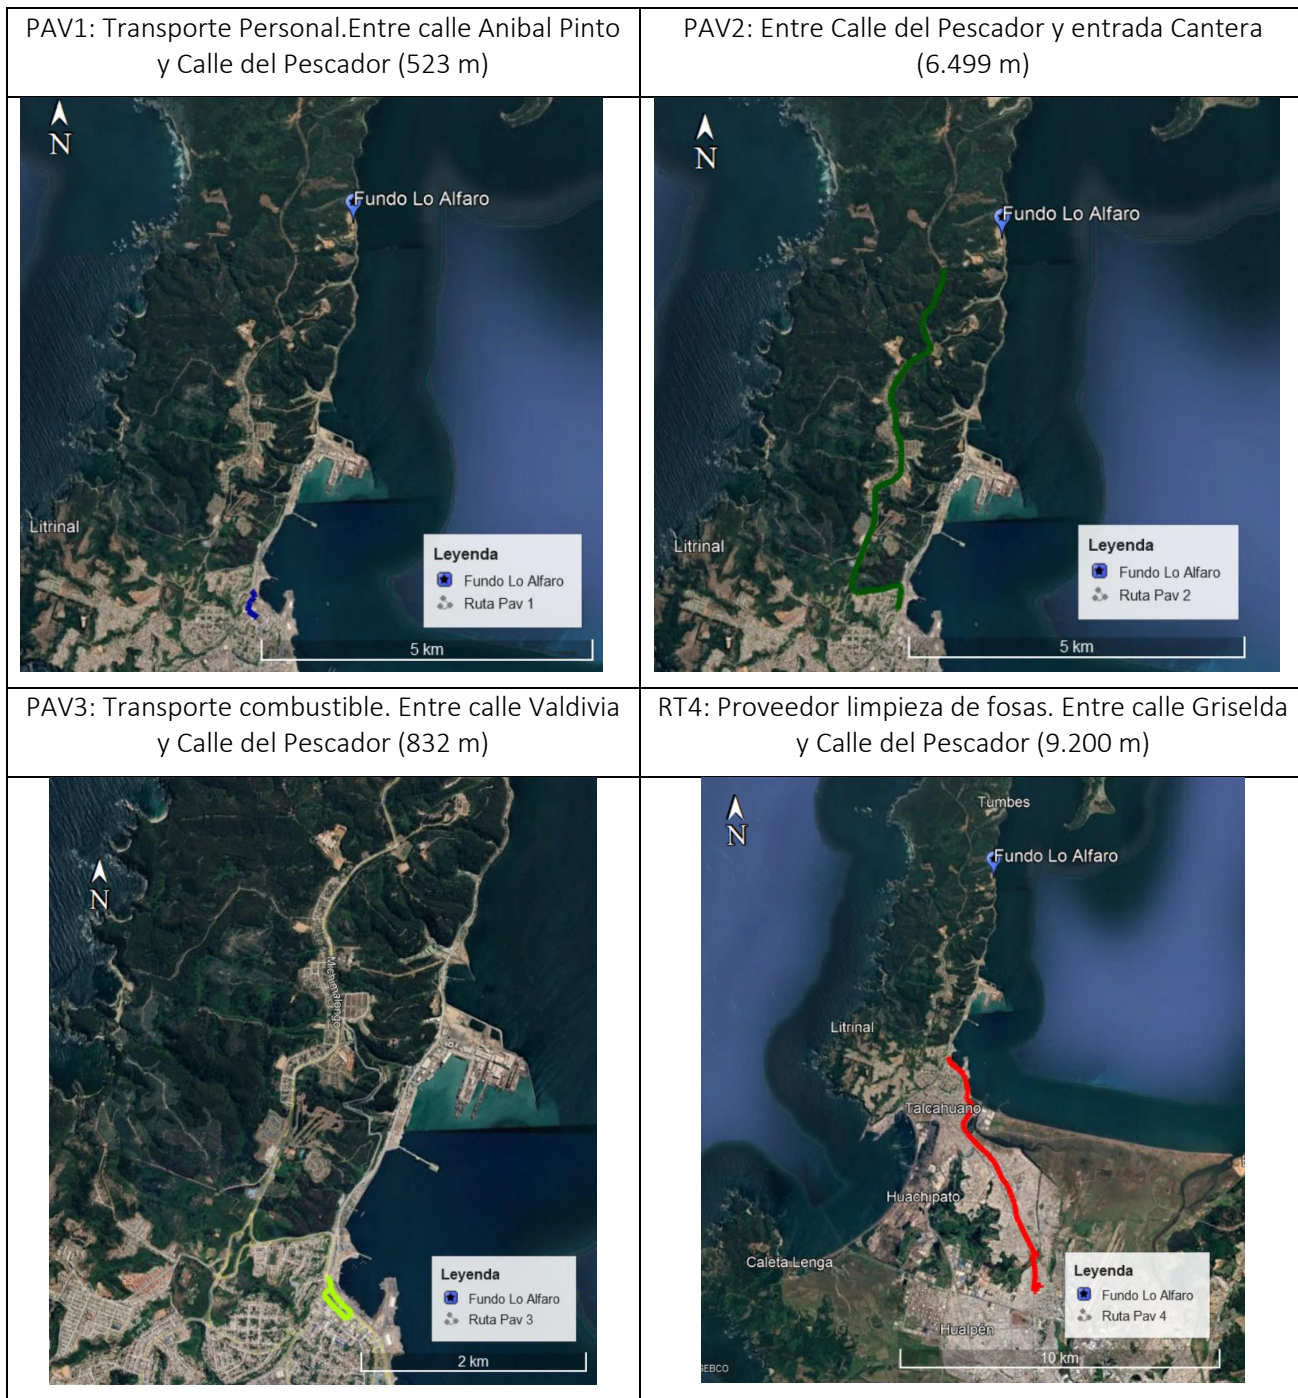 PAV1: Transporte Personal.Entre calle Anibal Pinto
y Calle del Pescador (523 m)
PAV2: Entre Calle del Pescador y entrada Cantera
(6.499 m)
N
Fundo Lo Alfaro
Litrinal
Leyenda
Fundo Lo Alfaro
Ruta Pav 1
5 km
N
Fundo Lo Alfaro
Litrinal
Leyenda
Fundo Lo Alfaro
Ruta Pav 2
5 km
PAV3: Transporte combustible. Entre calle Valdivia
y Calle del Pescador (832 m)
RT4: Proveedor limpieza de fosas. Entre calle Griselda
y Calle del Pescador (9.200 m)
N
Michimalongo
Leyenda
Fundo Lo Alfaro
Ruta Pav 3
2 km
N
Tumbes
Fundo Lo Alfaro
Litrinal
Talcahuano
Huachipato
Caleta Lenga
Hualpén
Leyenda
Fundo Lo Alfaro
Ruta Pav 4
10 km
GEBCO